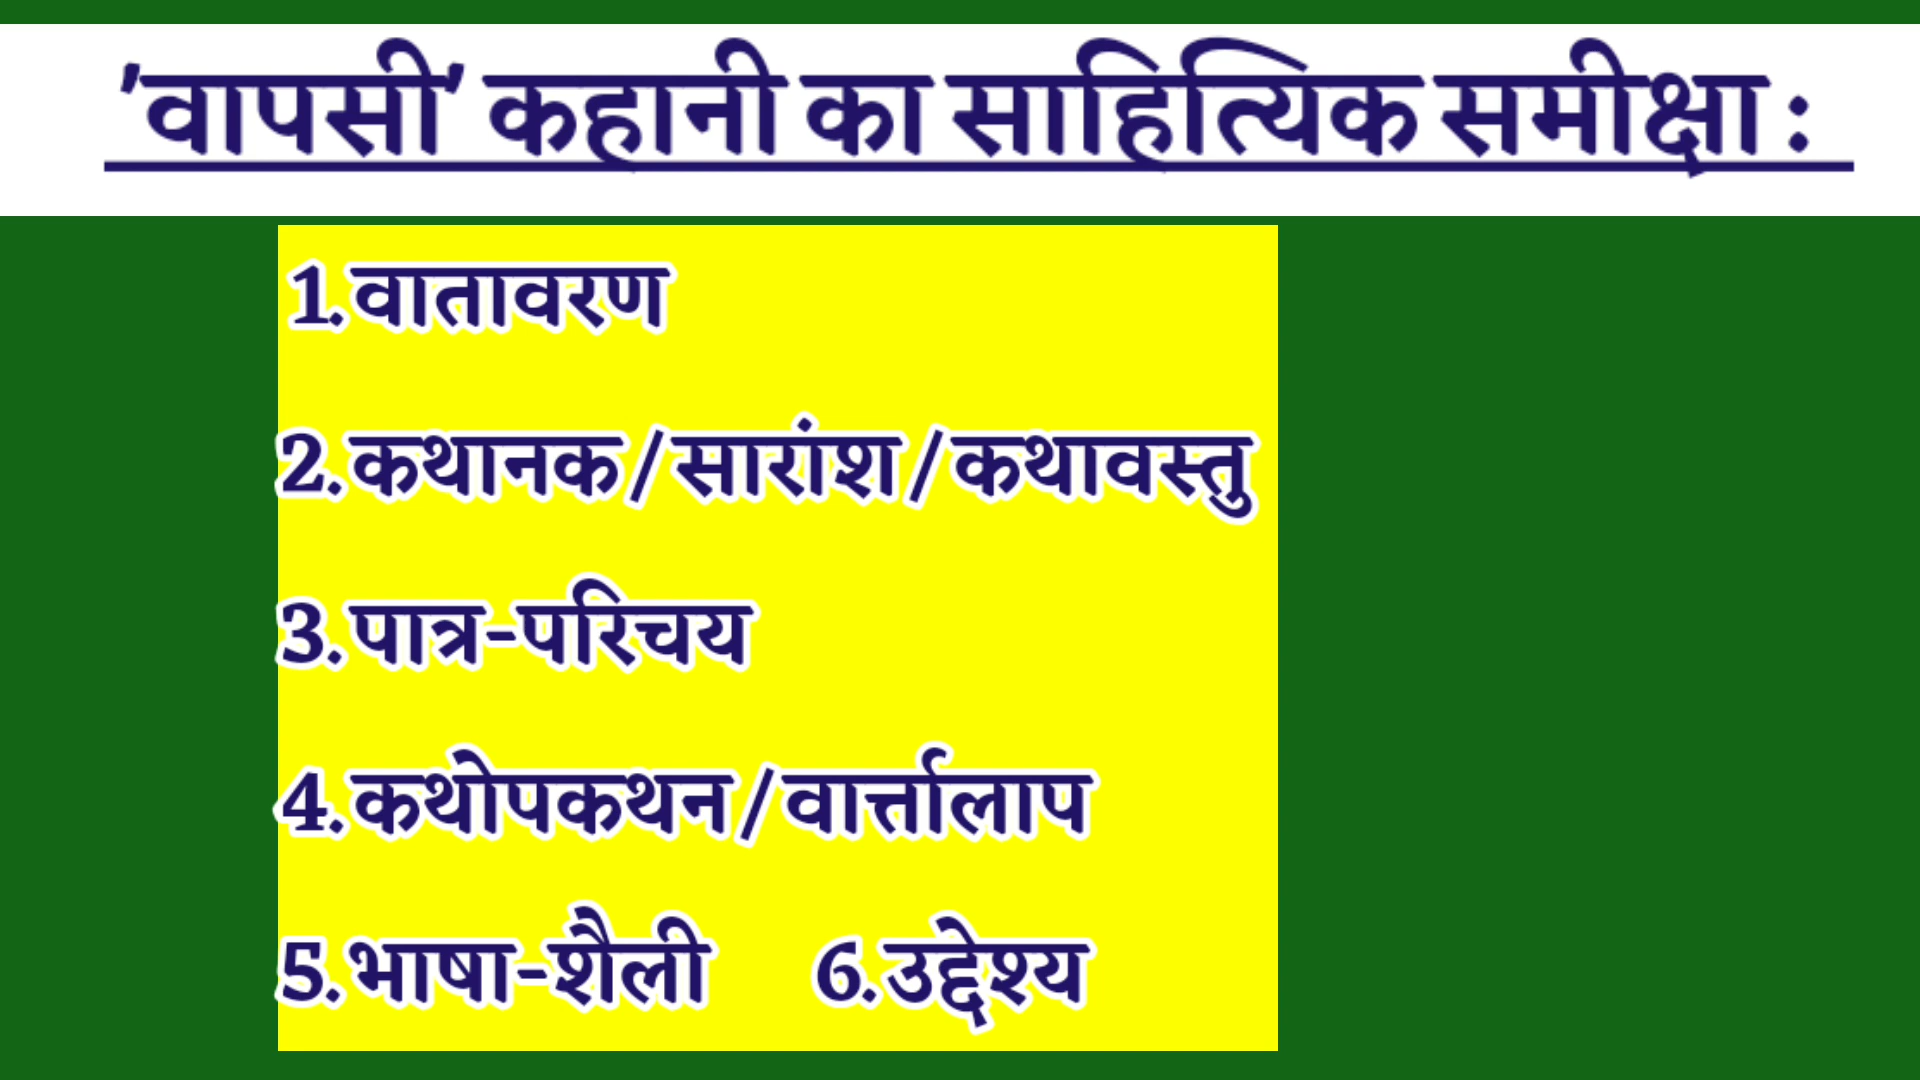 'वापसी' कहानी का साहित्यिक समीक्षा :
1.वातावरण
2.कथानक/सारांश/कथावस्तु
3.पात्र-परिचय
4.कथोपकथन/वार्त्तालाप
5.भाषा-शैली 6.उद्देश्य